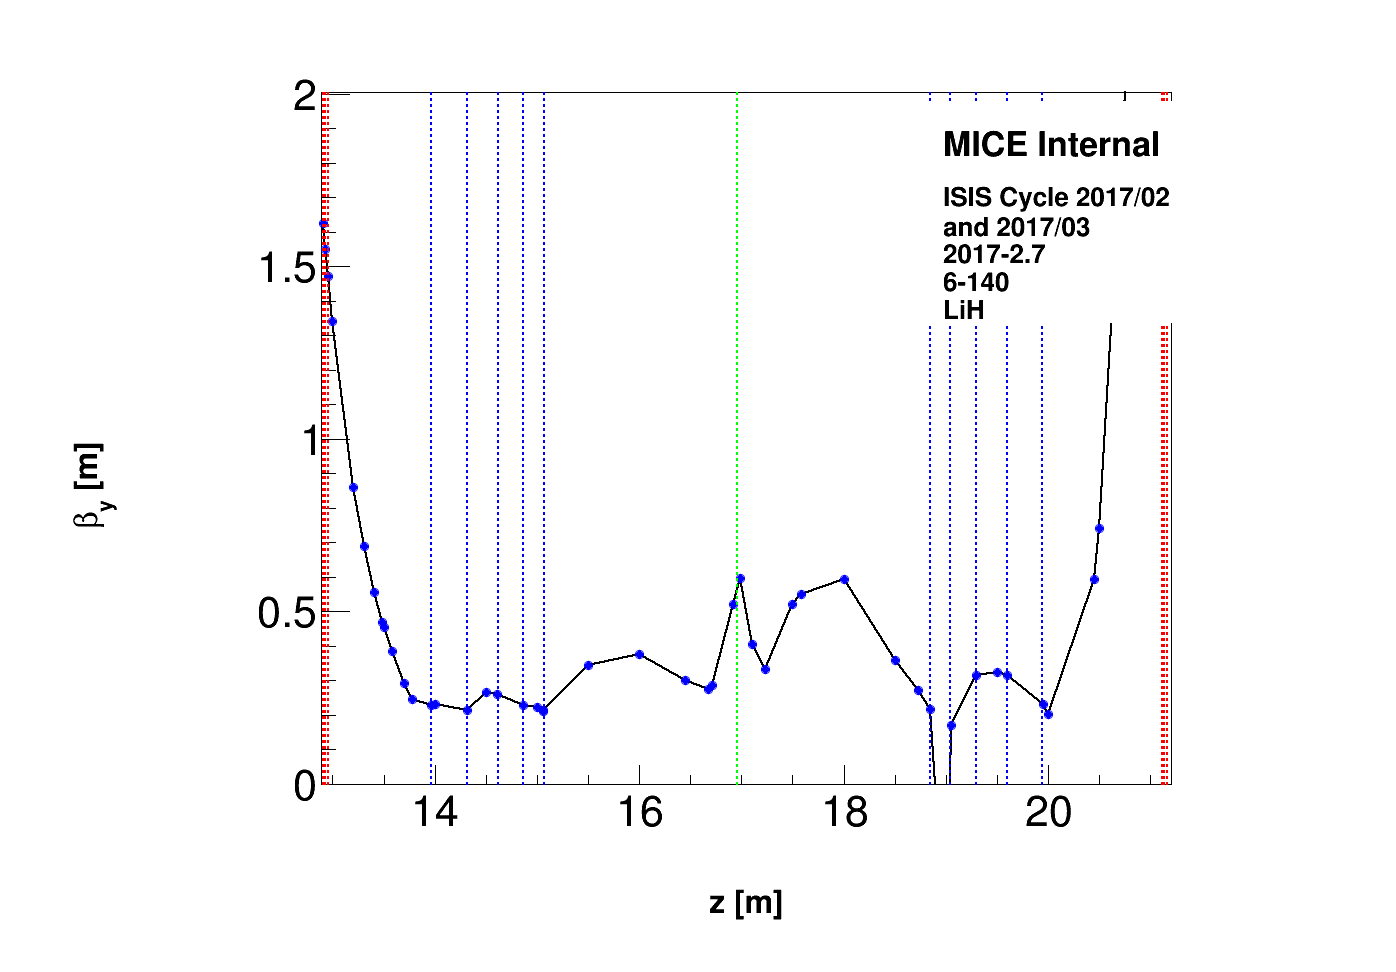 2
1.5
1
0.5
0
14 16 18 20
β_y [m]
z [m]
MICE Internal
ISIS Cycle 2017/02
and 2017/03
2017-2.7
6-140
LiH